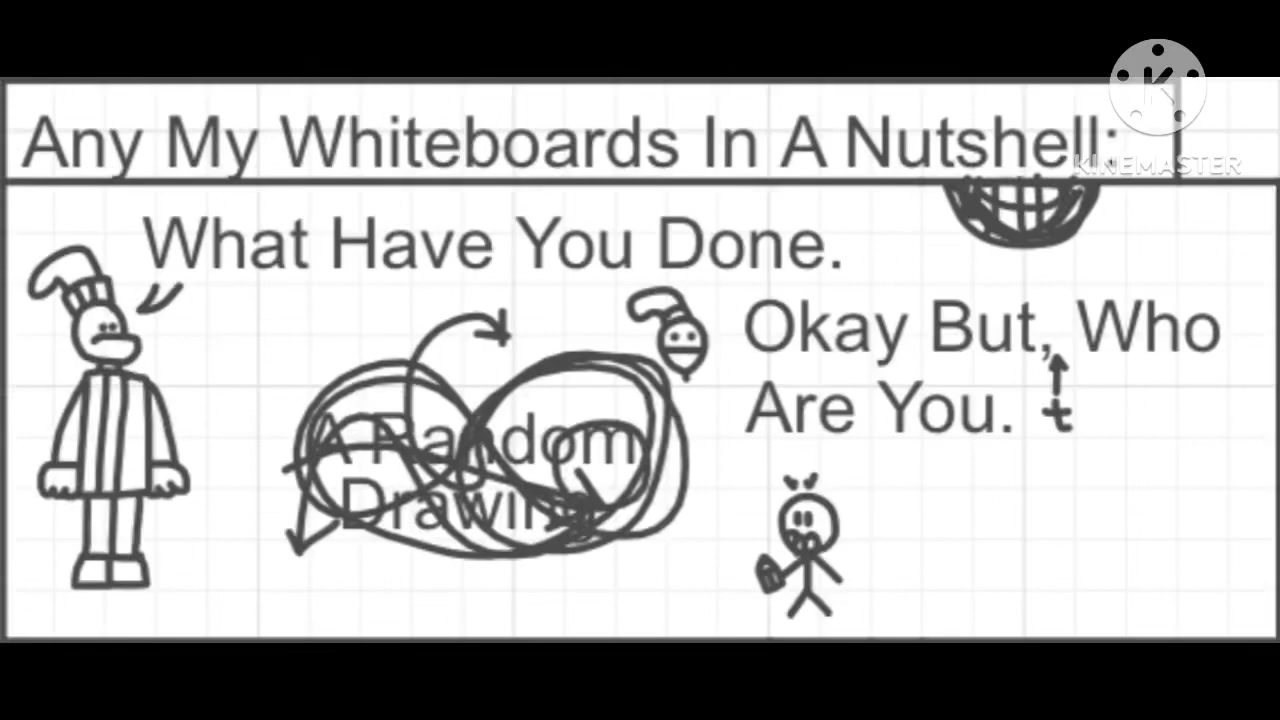 Any My Whiteboards In A Nutshell:
KINEMASTER
What Have You Done.
Okay But, Who
Are You. t
A Random
Drawing